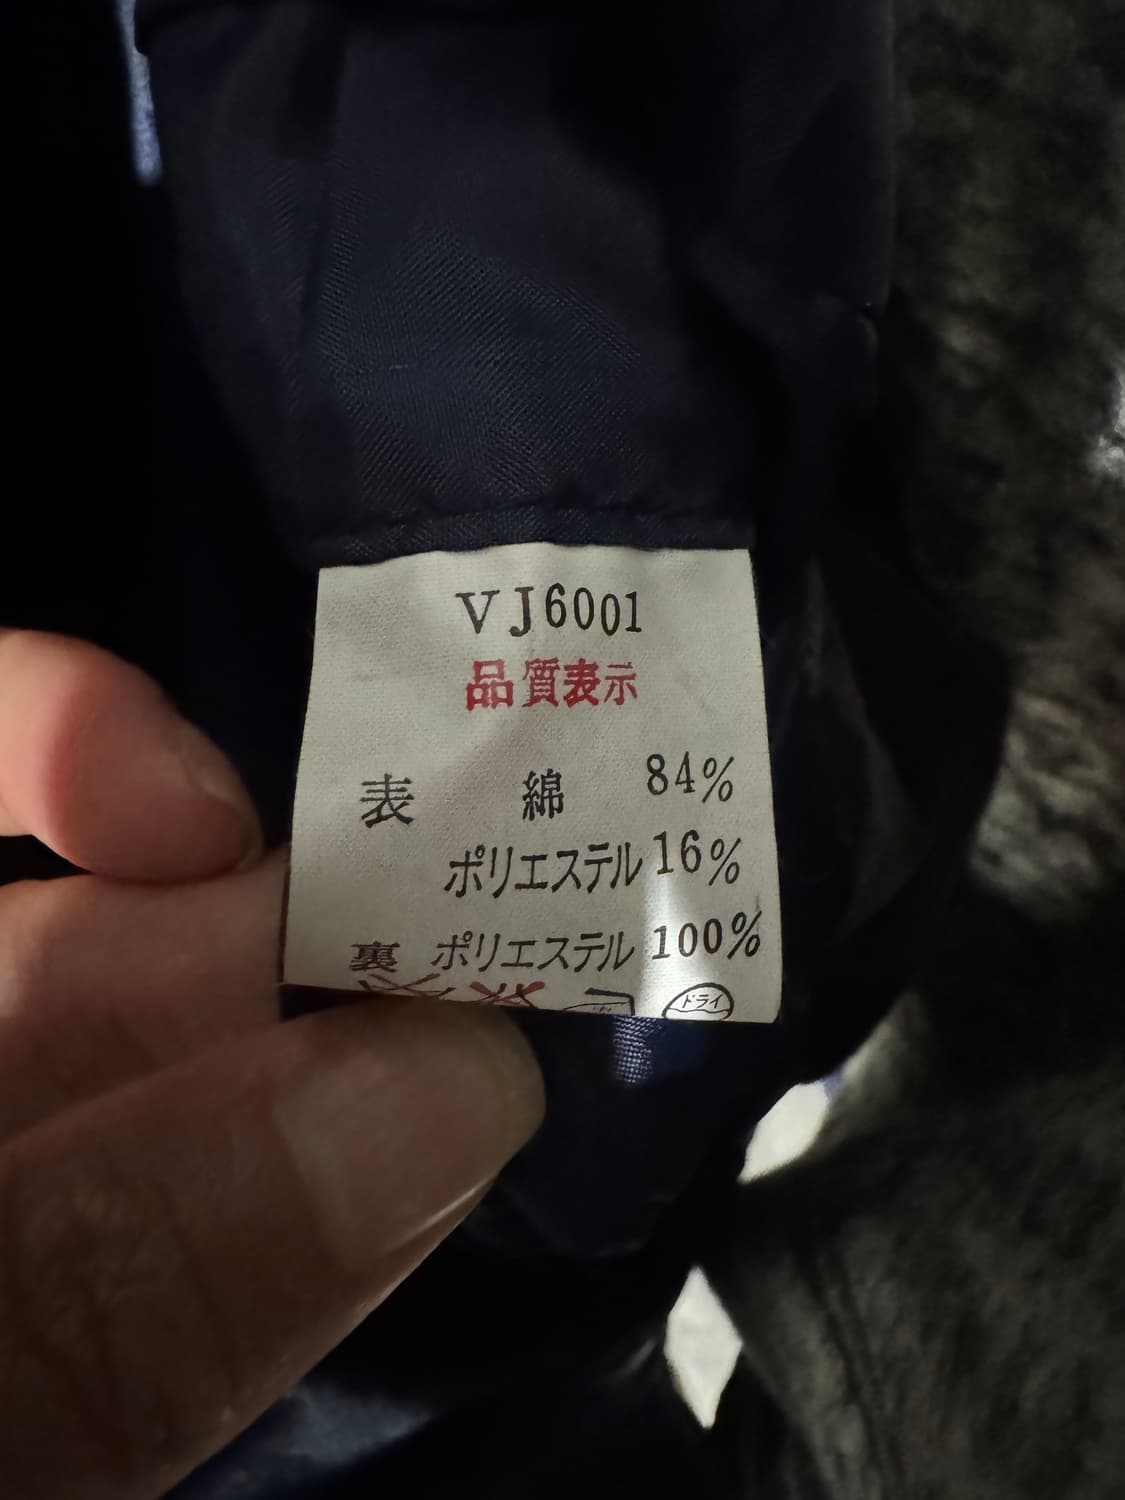 VJ6001
品質表示
表 綿 84%
ポリエステル 16%
裏 ポリエステル 100%
ドライ